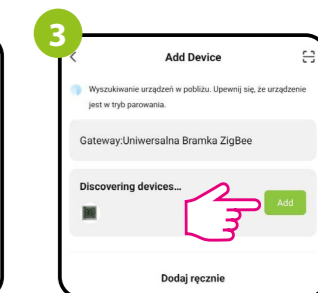 3
Add Device
Wyszukiwanie urządzeń w pobliżu. Upewnij się, że urządzenie
jest w tryb parowania.
Gateway:Uniwersalna Bramka ZigBee
Discovering devices...
Add
Dodaj ręcznie